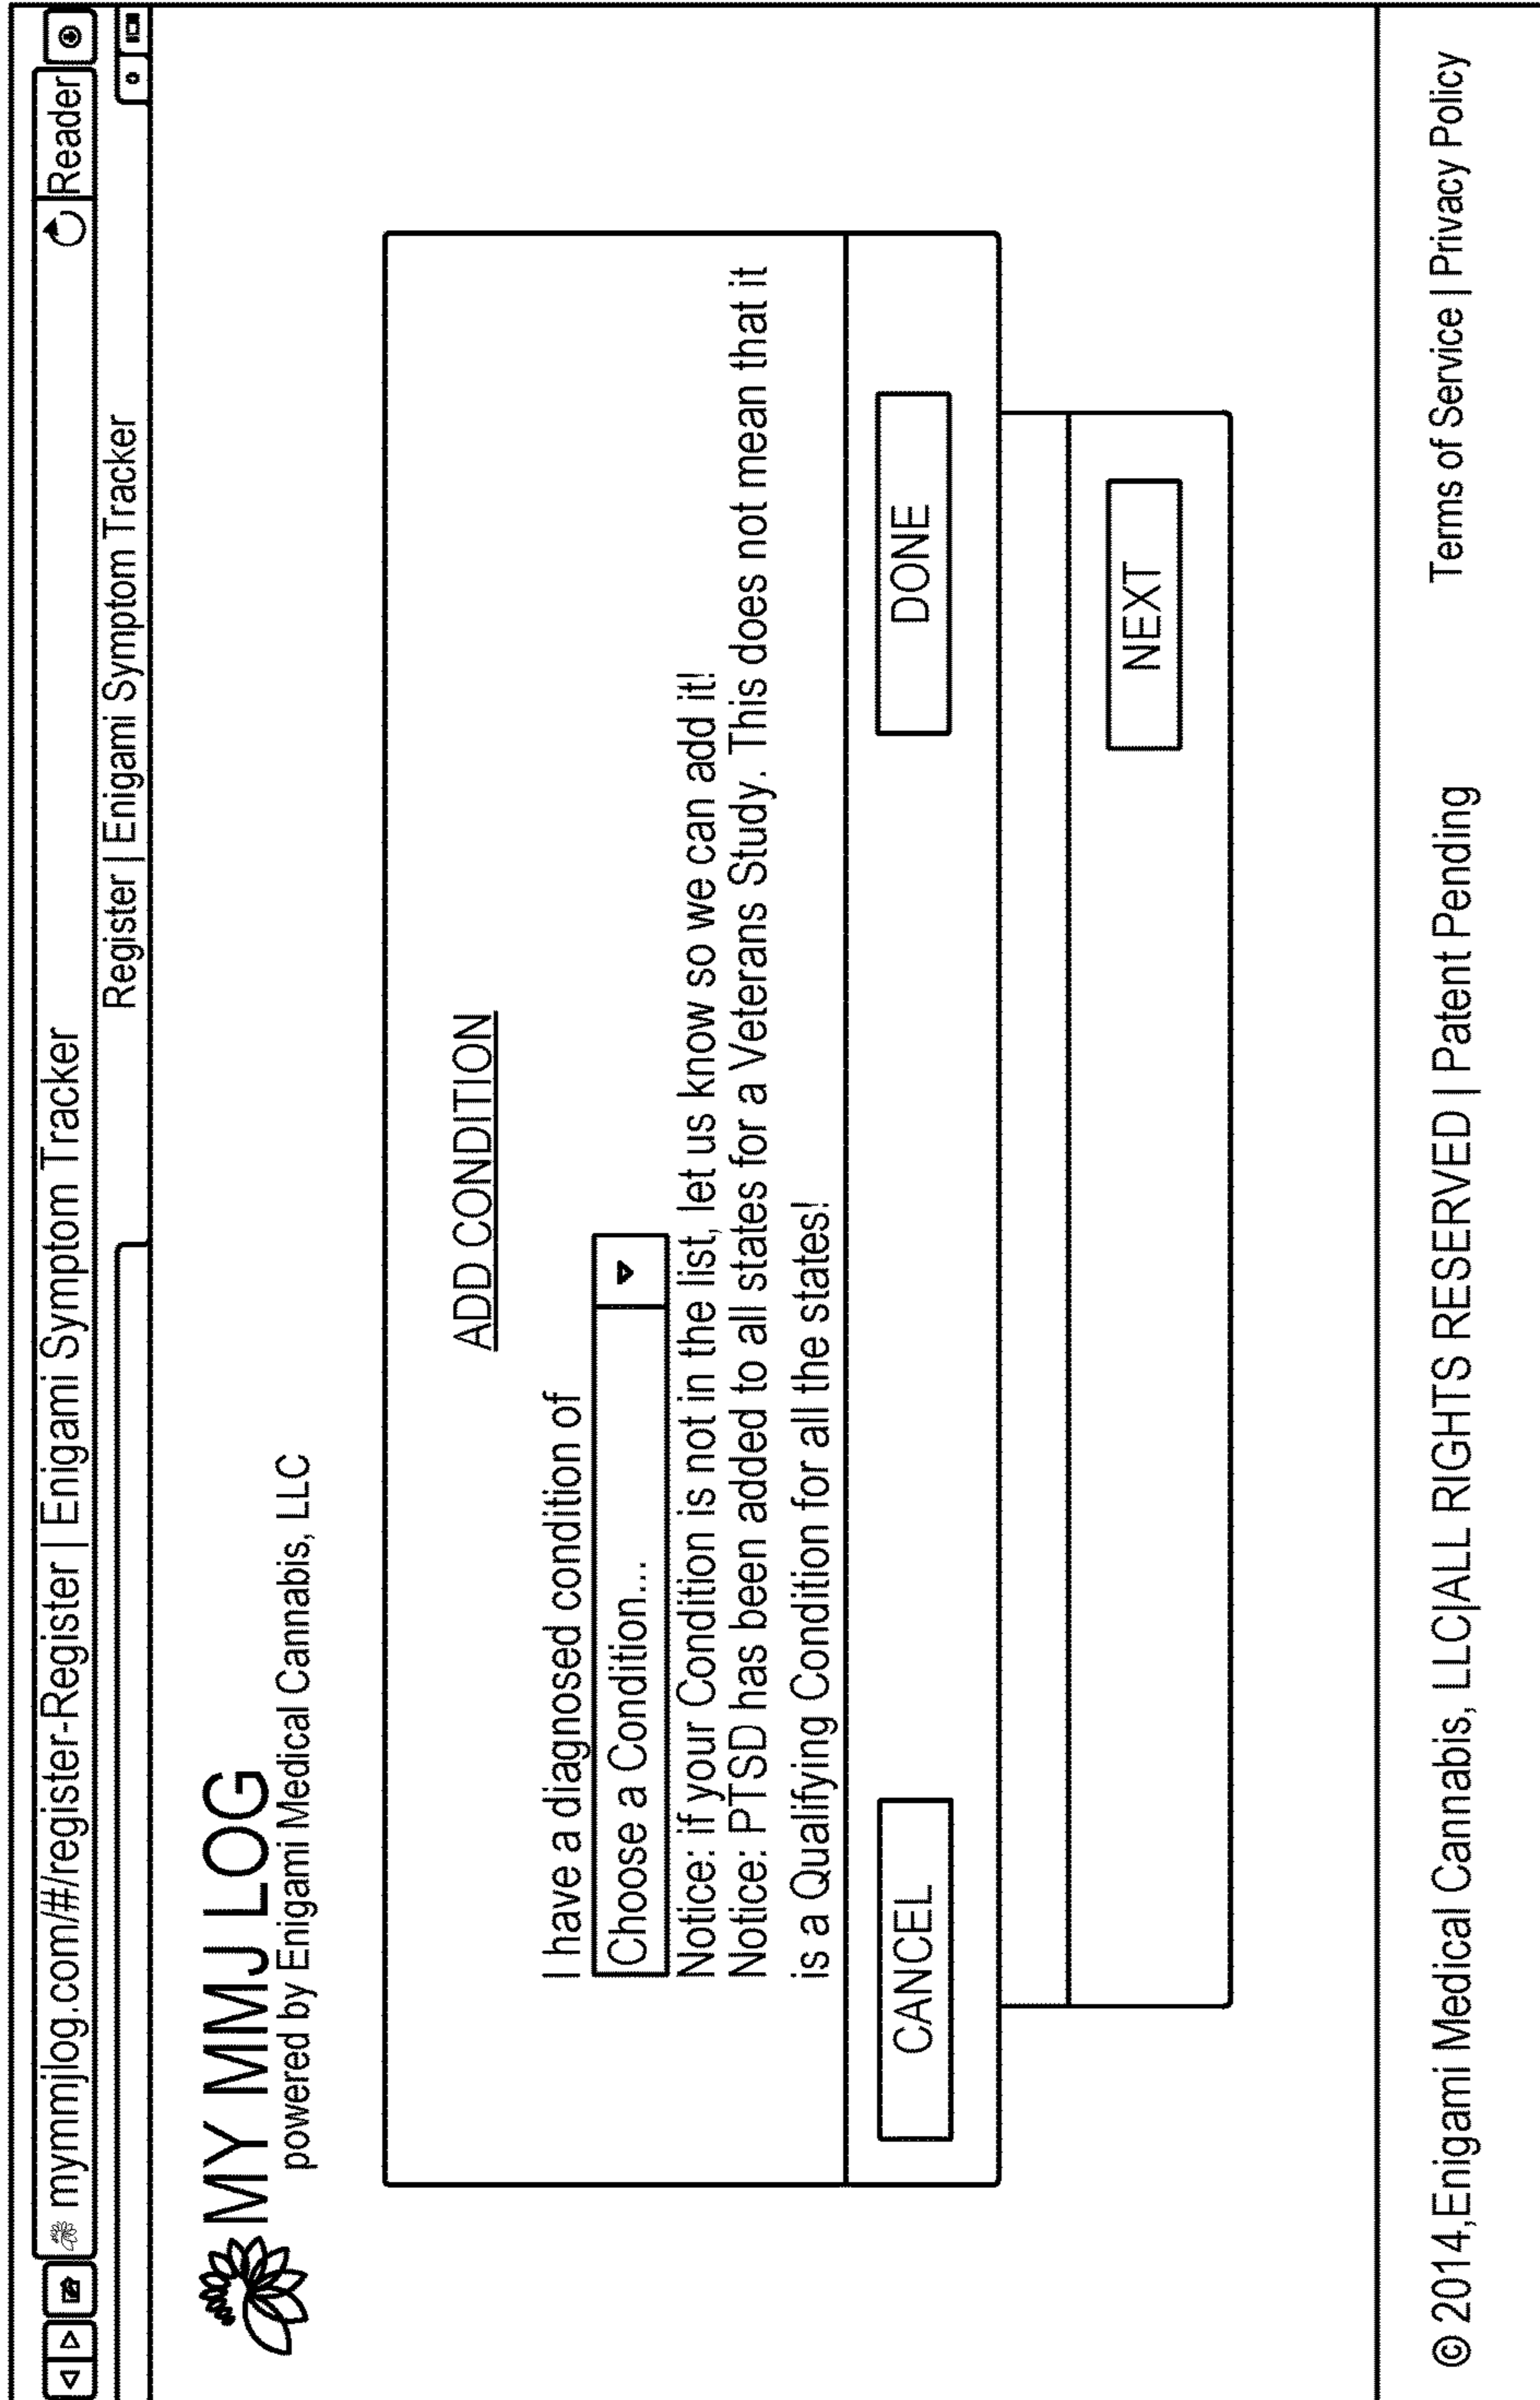 mymmjlog.com/#/register-Register | Enigami Symptom Tracker
Reader
Register | Enigami Symptom Tracker
MY MMJ LOG
powered by Enigami Medical Cannabis, LLC
ADD CONDITION
I have a diagnosed condition of
Choose a Condition...
Notice: if your Condition is not in the list, let us know so we can add it!
Notice: PTSD has been added to all states for a Veterans Study. This does not mean that it
is a Qualifying Condition for all the states!
CANCEL
DONE
NEXT
© 2014,Enigami Medical Cannabis, LLC|ALL RIGHTS RESERVED | Patent Pending
Terms of Service | Privacy Policy